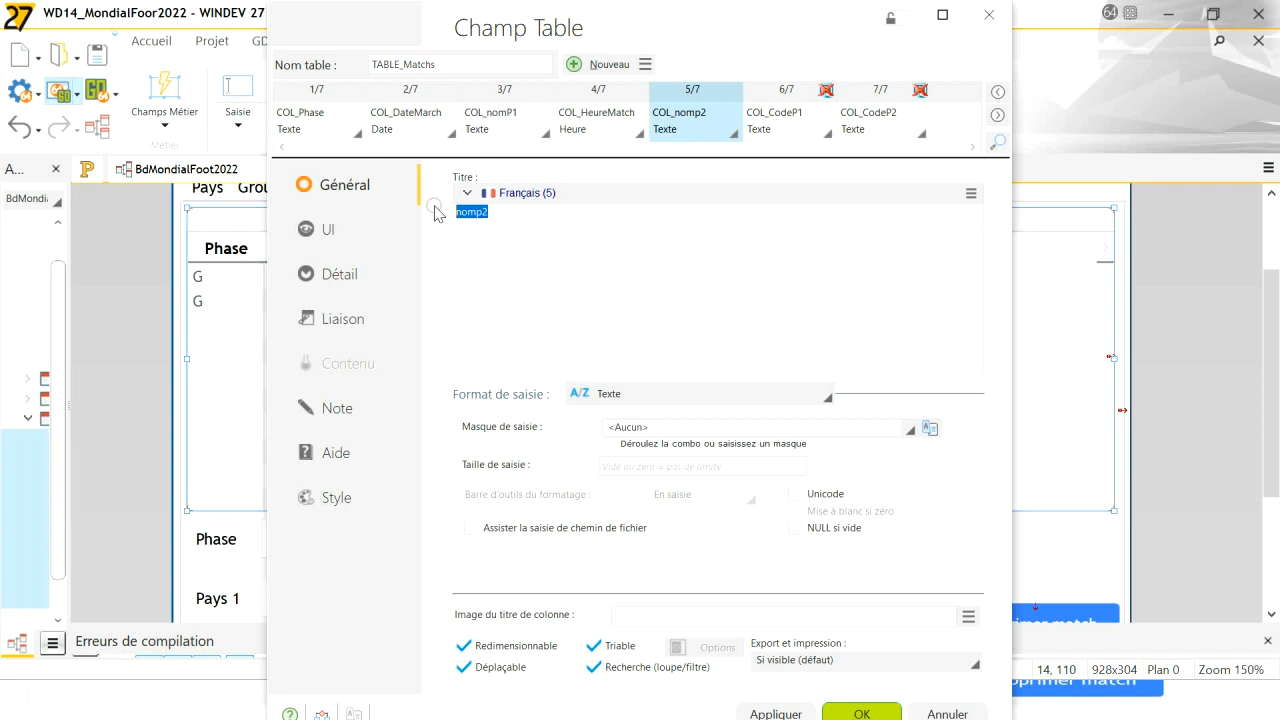 27 WD14_MondialFoor2022 - WINDEV 27
64
Accueil Projet GD
Champs Métier
Saisie
Métier
A...
BdMondialFoot2022
BdMondi
Pays Grou
Phase
G
G
Phase
Pays 1
Erreurs de compilation
Champ Table
Nom table : TABLE_Matchs Nouveau
1/7 2/7 3/7 4/7 5/7 6/7 7/7
COL_Phase COL_DateMarch COL_nomP1 COL_HeureMatch COL_nomp2 COL_CodeP1 COL_CodeP2
Texte Date Texte Heure Texte Texte Texte
Général
UI
Détail
Liaison
Contenu
Note
Aide
Style
Titre :
Français (5)
nomp2
Format de saisie : A/Z Texte
Masque de saisie : <Aucun>
Déroulez la combo ou saisissez un masque
Taille de saisie : Vide ou zéro = pas de limite
Barre d'outils du formatage : En saisie Unicode
Mise à blanc si zéro
Assister la saisie de chemin de fichier NULL si vide
Image du titre de colonne :
Redimensionnable Triable Options Export et impression :
Déplaçable Recherche (loupe/filtre) Si visible (défaut)
Appliquer OK Annuler
14, 110 928x304 Plan 0 Zoom 150%